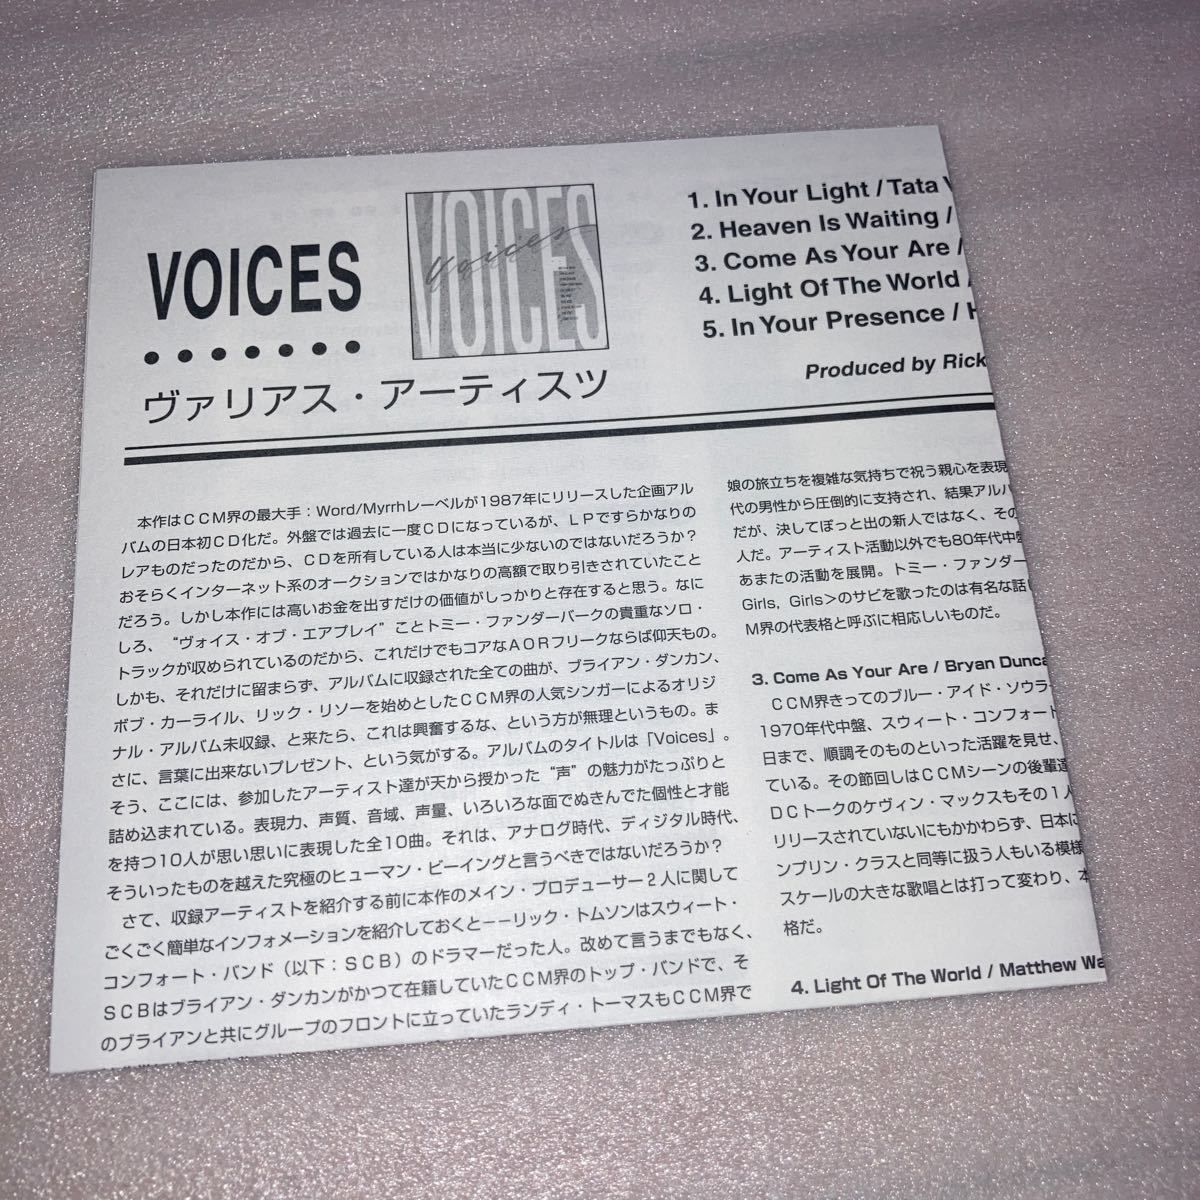 VOICES
VOICES
Voices
ヴァリアス・アーティスツ
1. In Your Light / Tata
2. Heaven Is Waiting /
3. Come As Your Are /
4. Light Of The World
5. In Your Presence /
Produced by Rick
本作はＣＣＭ界の最大手：Word/Myrrhレーベルが1987年にリリースした企画アル
バムの日本初ＣＤ化だ。外盤では過去に一度ＣＤになっているが、ＬＰですらかなりの
レアものだったのだから、ＣＤを所有している人は本当に少ないのではないだろうか？
おそらくインターネット系のオークションではかなりの高額で取り引きされていたこと
だろう。しかし本作には高いお金を出すだけの価値がしっかりと存在すると思う。なに
しろ、“ヴォイス・オブ・エアプレイ”ことトミー・ファンダーバークの貴重なソロ・
トラックが収められているのだから、これだけでもコアなＡＯＲフリークならば仰天もの。
しかも、それだけに留まらず、アルバムに収録された全ての曲が、ブライアン・ダンカン、
ボブ・カーライル、リック・リソーを始めとしたＣＣＭ界の人気シンガーによるオリジ
ナル・アルバム未収録、と来たら、これは興奮するな、という方が無理というもの。ま
さに、言葉に出来ないプレゼント、という気がする。アルバムのタイトルは「Voices」。
そう、ここには、参加したアーティスト達が天から授かった“声”の魅力がたっぷりと
詰め込まれている。表現力、声質、音域、声量、いろいろな面でぬきんでた個性と才能
を持つ10人が思い思いに表現した全10曲。それは、アナログ時代、ディジタル時代、
そういったものを越えた究極のヒューマン・ビーイングと言うべきではないだろうか？
さて、収録アーティストを紹介する前に本作のメイン・プロデューサー２人に関して
ごくごく簡単なインフォメーションを紹介しておくと−−リック・トムソンはスウィート・
コンフォート・バンド（以下：ＳＣＢ）のドラマーだった人。改めて言うまでもなく、
ＳＣＢはブライアン・ダンカンがかつて在籍していたＣＣＭ界のトップ・バンドで、そ
のブライアンと共にグループのフロントに立っていたランディ・トーマスもＣＣＭ界で
娘の旅立ちを複雑な気持ちで祝う親心を表現
代の男性から圧倒的に支持され、結果アルバ
だが、決してぽっと出の新人ではなく、その
人だ。アーティスト活動以外でも80年代中盤
あまたの活動を展開。トミー・ファンダー
Girls, Girls＞のサビを歌ったのは有名な話
Ｍ界の代表格と呼ぶに相応しいものだ。
3. Come As Your Are / Bryan Dunca
ＣＣＭ界きってのブルー・アイド・ソウラー
1970年代中盤、スウィート・コンフォート
日まで、順調そのものといった活躍を見せ、
ている。その節回しはＣＣＭシーンの後輩達
ＤＣトークのケヴィン・マックスもその１人
リリースされていないにもかかわらず、日本に
ンプリン・クラスと同等に扱う人もいる模様
スケールの大きな歌唱とは打って変わり、本
格だ。
4. Light Of The World / Matthew Wa